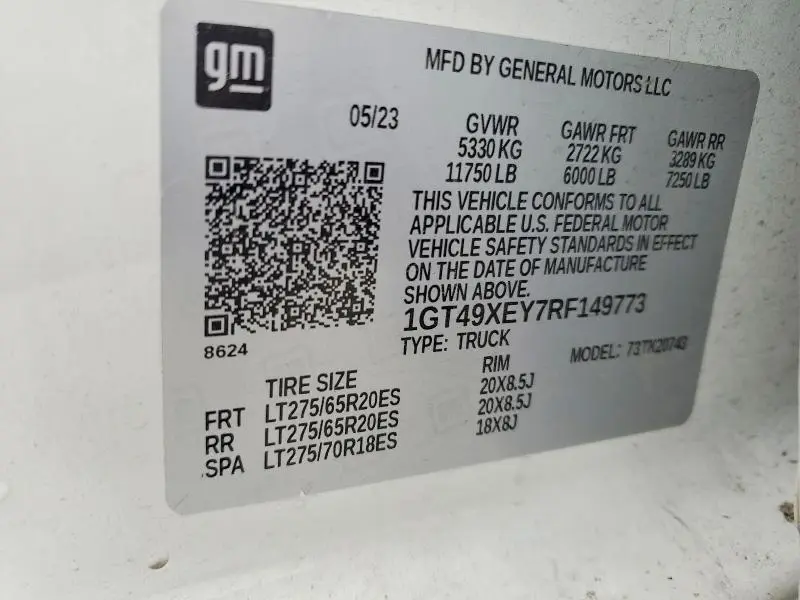 gm
MFD BY GENERAL MOTORS LLC
05/23
GVWR GAWR FRT GAWR RR
5330 KG 2722 KG 3289 KG
11750 LB 6000 LB 7250 LB
THIS VEHICLE CONFORMS TO ALL
APPLICABLE U.S. FEDERAL MOTOR
VEHICLE SAFETY STANDARDS IN EFFECT
ON THE DATE OF MANUFACTURE
SHOWN ABOVE.
1GT49XEY7RF149773
8624
TYPE: TRUCK MODEL: 73TK20743
TIRE SIZE RIM
FRT LT275/65R20ES 20X8.5J
RR LT275/65R20ES 20X8.5J
SPA LT275/70R18ES 18X8J